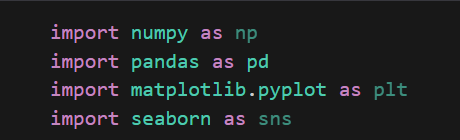 import numpy as np
import pandas as pd
import matplotlib.pyplot as plt
import seaborn as sns